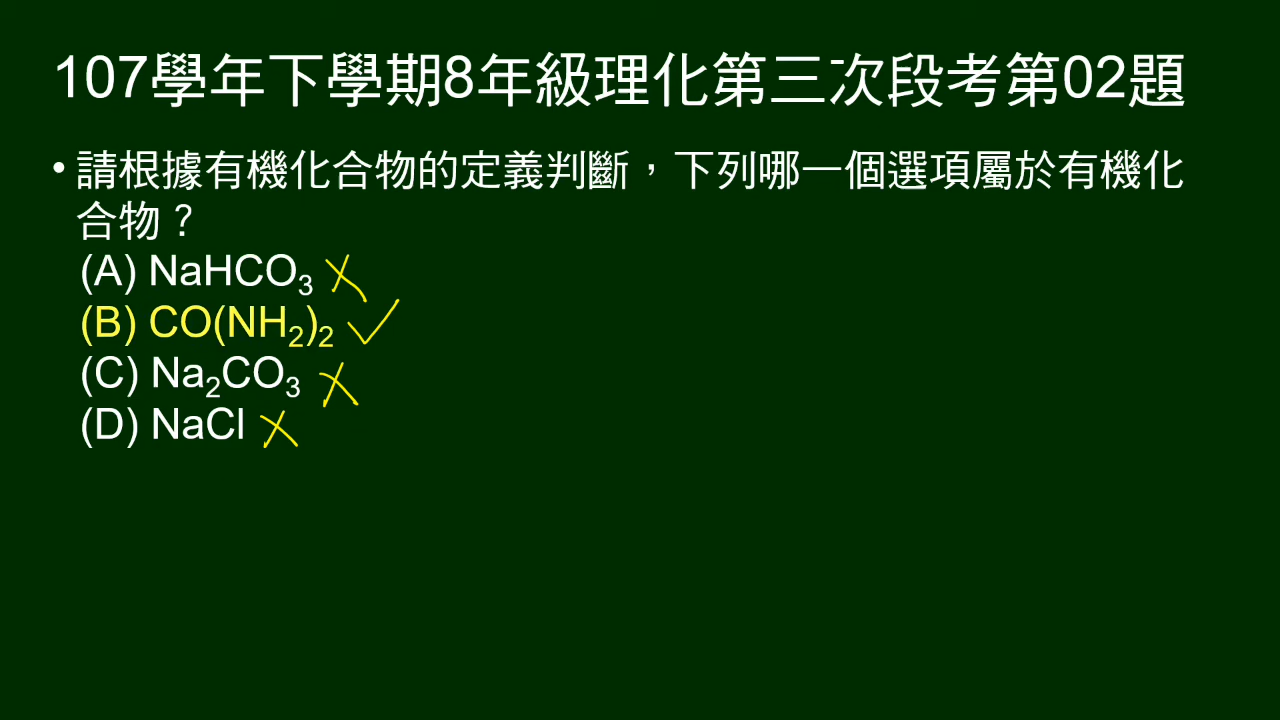 107學年下學期8年級理化第三次段考第02題
• 請根據有機化合物的定義判斷，下列哪一個選項屬於有機化
合物？
(A) NaHCO₃
(B) CO(NH₂)₂
(C) Na₂CO₃
(D) NaCl